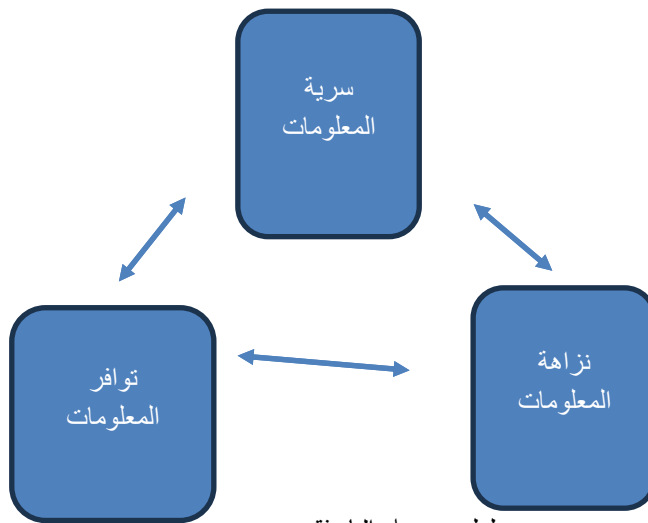 سرية
المعلومات
نزاهة
المعلومات
توافر
المعلومات